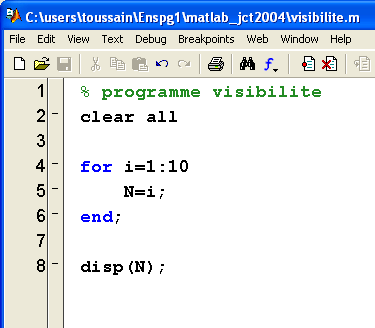 C:\users\toussain\Enspg1\matlab_jct2004\visibilite.m
File Edit View Text Debug Breakpoints Web Window Help
1 % programme visibilite
2 - clear all
3
4 - for i=1:10
5 - N=i;
6 - end;
7
8 - disp(N);